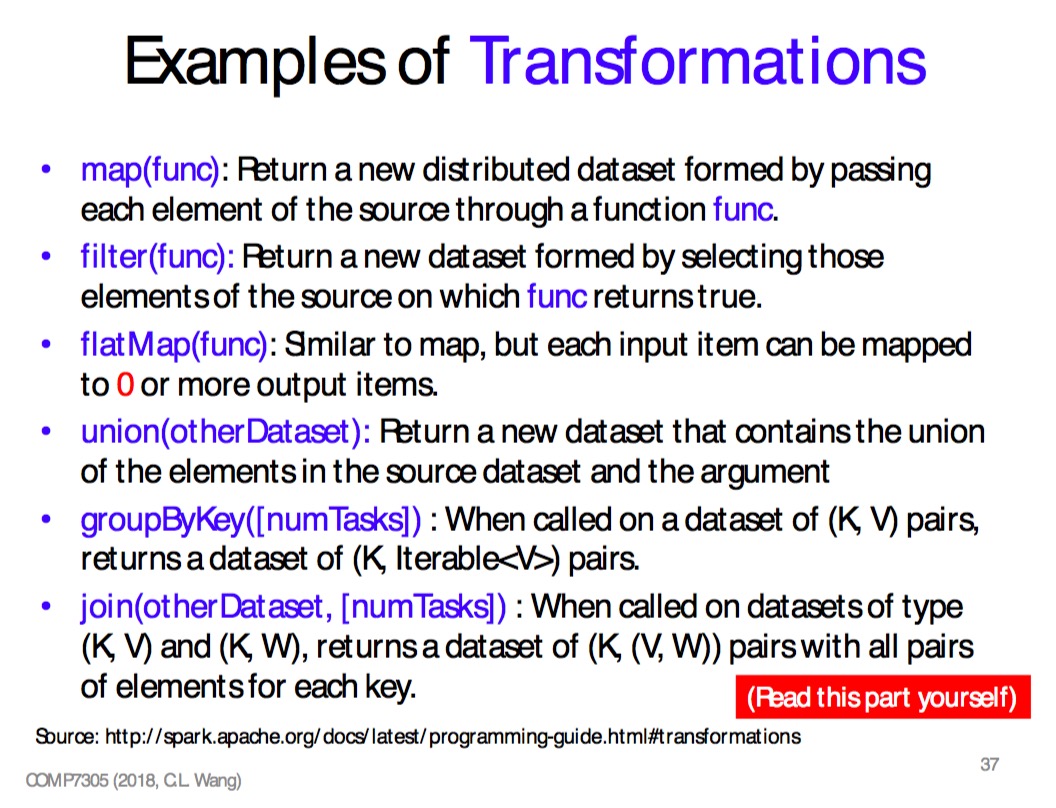 Examples of Transformations
• map(func): Return a new distributed dataset formed by passing
each element of the source through a function func.
• filter(func): Return a new dataset formed by selecting those
elements of the source on which func returns true.
• flatMap(func): Similar to map, but each input item can be mapped
to 0 or more output items.
• union(otherDataset): Return a new dataset that contains the union
of the elements in the source dataset and the argument
• groupByKey([numTasks]) : When called on a dataset of (K, V) pairs,
returns a dataset of (K, Iterable<V>) pairs.
• join(otherDataset, [numTasks]) : When called on datasets of type
(K, V) and (K, W), returns a dataset of (K, (V, W)) pairs with all pairs
of elements for each key.
(Read this part yourself)
Source: http://spark.apache.org/docs/latest/programming-guide.html#transformations
37
COMP7305 (2018, C.L. Wang)